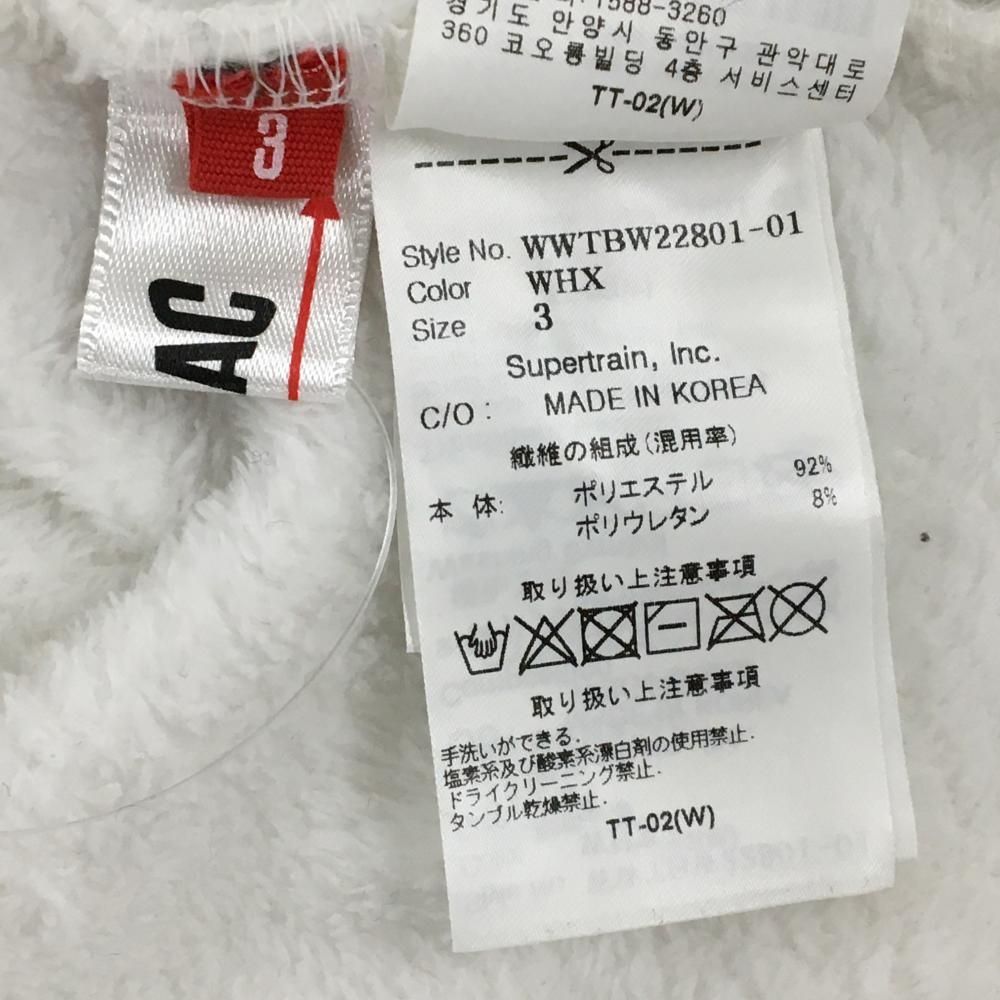 1588-3260
경기도 안양시 동안구 관악대로
360 코오롱빌딩 4층 서비스센터
TT-02(W)
3
AC
Style No. WWTBW22801-01
Color WHX
Size 3
Supertrain, Inc.
C/O : MADE IN KOREA
繊維の組成(混用率)
本 体: ポリエステル 92%
ポリウレタン 8%
取り扱い上注意事項
取り扱い上注意事項
手洗いができる.
塩素系及び酸素系漂白剤の使用禁止.
ドライクリーニング禁止.
タンブル乾燥禁止.
TT-02(W)